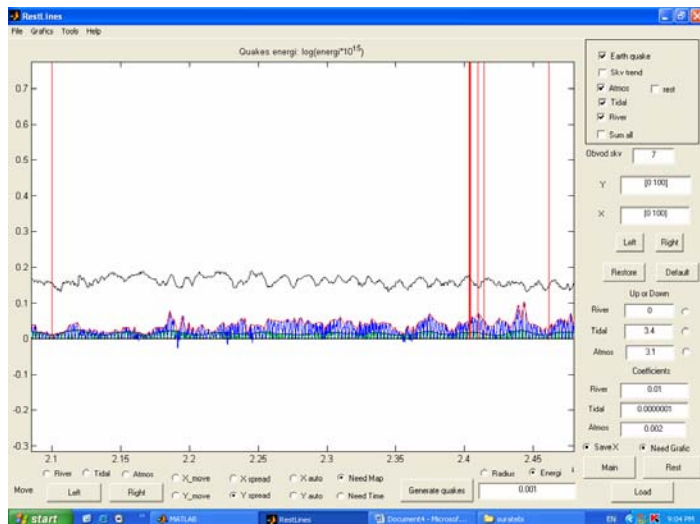 RestLines
File Grafics Tools Help
Quakes energi: log(energi*10^15)
0.7
0.6
0.5
0.4
0.3
0.2
0.1
0
-0.1
-0.2
-0.3
2.1 2.15 2.2 2.25 2.3 2.35 2.4 2.45
Earth quake
Skv trend
Atmos rest
Tidal
River
Sum all
Obvod skv 7
Y [0 100]
X [0 100]
Left Right
Restore Default
Up or Down
River 0
Tidal 3.4
Atmos 3.1
Coefficients
River 0.01
Tidal 0.0000001
Atmos 0.002
Save X Need Grafic
Main Rest
Load
River Tidal Atmos X_move X spread X auto Need Map Radius Energi
Move Left Right Y_move Y spread Y auto Need Time Generate quakes 0.001
start MATLAB RestLines Document4 - Microsof... EN 9:04 PM